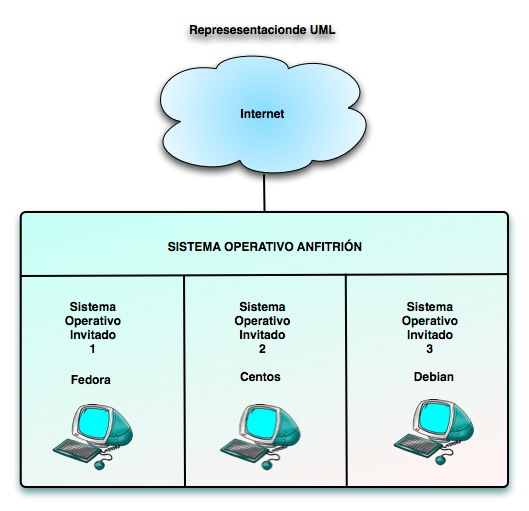 Represesentacionde UML
Internet
SISTEMA OPERATIVO ANFITRIÓN
Sistema
Operativo
Invitado
1
Fedora
Sistema
Operativo
Invitado
2
Centos
Sistema
Operativo
Invitado
3
Debian